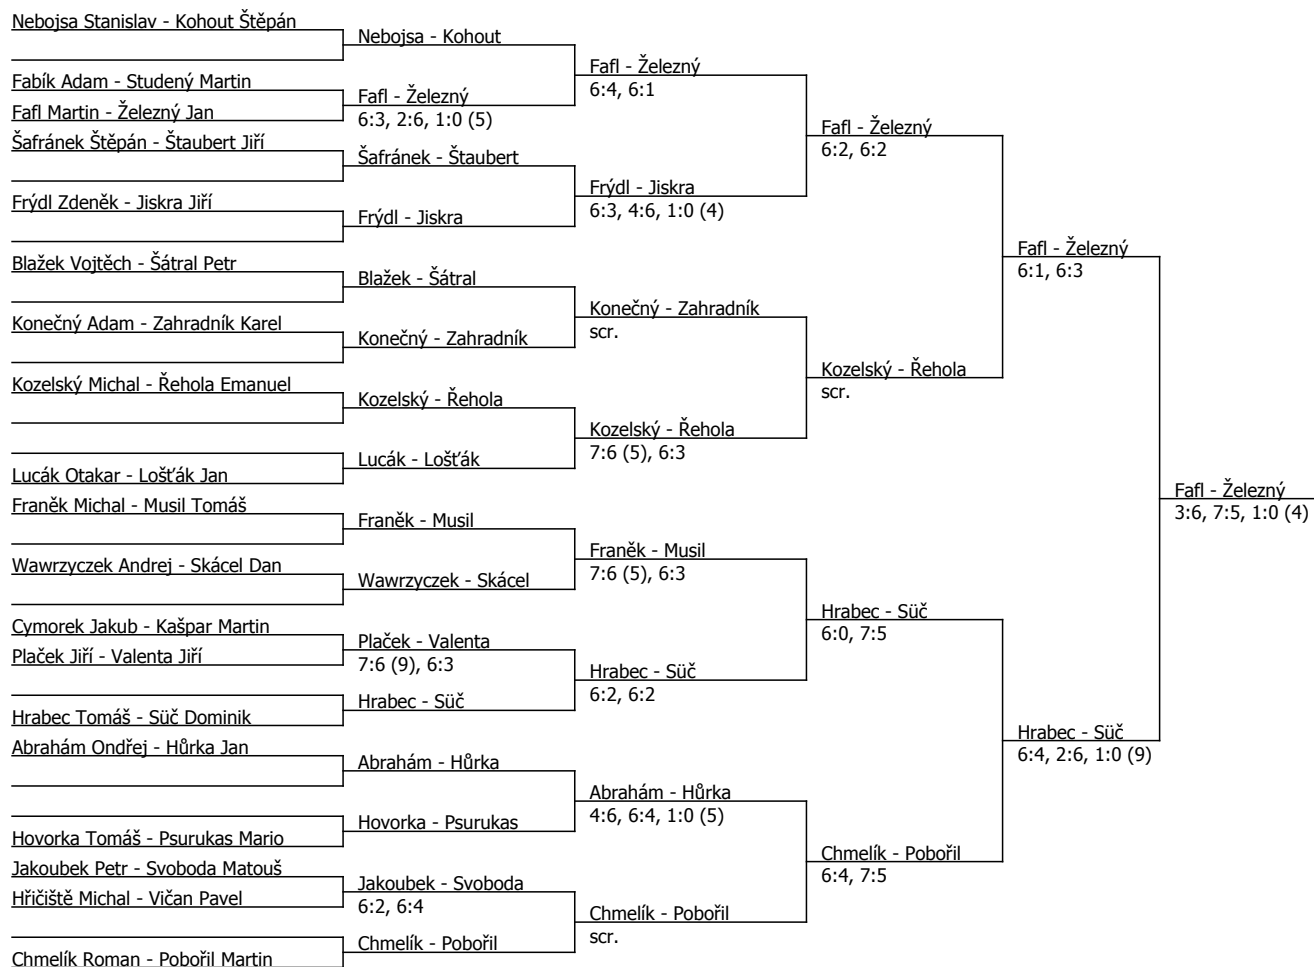 Nebojsa Stanislav - Kohout Štěpán
Fabík Adam - Studený Martin
Fafl Martin - Železný Jan
Šafránek Štěpán - Štaubert Jiří
Frýdl Zdeněk - Jiskra Jiří
Blažek Vojtěch - Šátral Petr
Konečný Adam - Zahradník Karel
Kozelský Michal - Řehola Emanuel
Lucák Otakar - Lošťák Jan
Franěk Michal - Musil Tomáš
Wawrzyczek Andrej - Skácel Dan
Cymorek Jakub - Kašpar Martin
Plaček Jiří - Valenta Jiří
Hrabec Tomáš - Süč Dominik
Abrahám Ondřej - Hůrka Jan
Hovorka Tomáš - Psurukas Mario
Jakoubek Petr - Svoboda Matouš
Hřičiště Michal - Vičan Pavel
Chmelík Roman - Pobořil Martin
Nebojsa - Kohout
Fafl - Železný
6:3, 2:6, 1:0 (5)
Šafránek - Štaubert
Frýdl - Jiskra
Blažek - Šátral
Konečný - Zahradník
Kozelský - Řehola
Lucák - Lošťák
Franěk - Musil
Wawrzyczek - Skácel
Plaček - Valenta
7:6 (9), 6:3
Hrabec - Süč
Abrahám - Hůrka
Hovorka - Psurukas
Jakoubek - Svoboda
6:2, 6:4
Chmelík - Pobořil
Fafl - Železný
6:4, 6:1
Frýdl - Jiskra
6:3, 4:6, 1:0 (4)
Konečný - Zahradník
scr.
Kozelský - Řehola
7:6 (5), 6:3
Franěk - Musil
7:6 (5), 6:3
Hrabec - Süč
6:2, 6:2
Abrahám - Hůrka
4:6, 6:4, 1:0 (5)
Chmelík - Pobořil
scr.
Fafl - Železný
6:2, 6:2
Kozelský - Řehola
scr.
Hrabec - Süč
6:0, 7:5
Chmelík - Pobořil
6:4, 7:5
Fafl - Železný
6:1, 6:3
Hrabec - Süč
6:4, 2:6, 1:0 (9)
Fafl - Železný
3:6, 7:5, 1:0 (4)